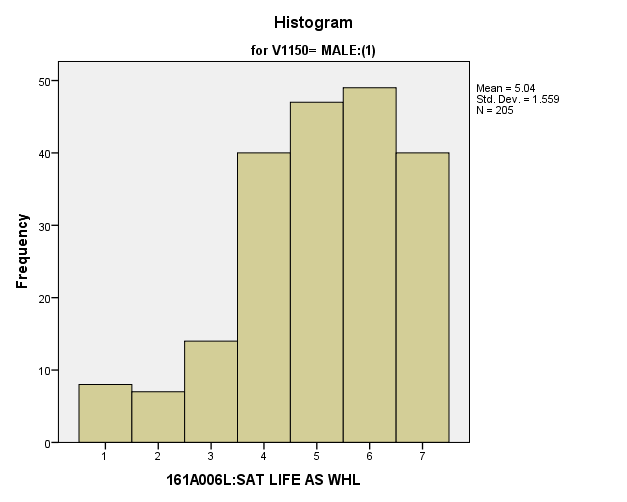 Histogram
for V1150= MALE:(1)
Mean = 5.04
Std. Dev. = 1.559
N = 205
Frequency
50
40
30
20
10
0
1 2 3 4 5 6 7
161A006L:SAT LIFE AS WHL